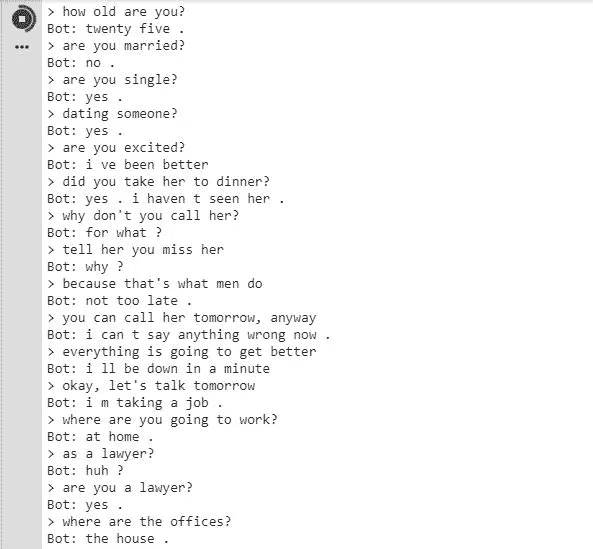 > how old are you?
Bot: twenty five .
> are you married?
Bot: no .
> are you single?
Bot: yes .
> dating someone?
Bot: yes .
> are you excited?
Bot: i ve been better
> did you take her to dinner?
Bot: yes . i haven t seen her .
> why don't you call her?
Bot: for what ?
> tell her you miss her
Bot: why ?
> because that's what men do
Bot: not too late .
> you can call her tomorrow, anyway
Bot: i can t say anything wrong now .
> everything is going to get better
Bot: i ll be down in a minute
> okay, let's talk tomorrow
Bot: i m taking a job .
> where are you going to work?
Bot: at home .
> as a lawyer?
Bot: huh ?
> are you a lawyer?
Bot: yes .
> where are the offices?
Bot: the house .